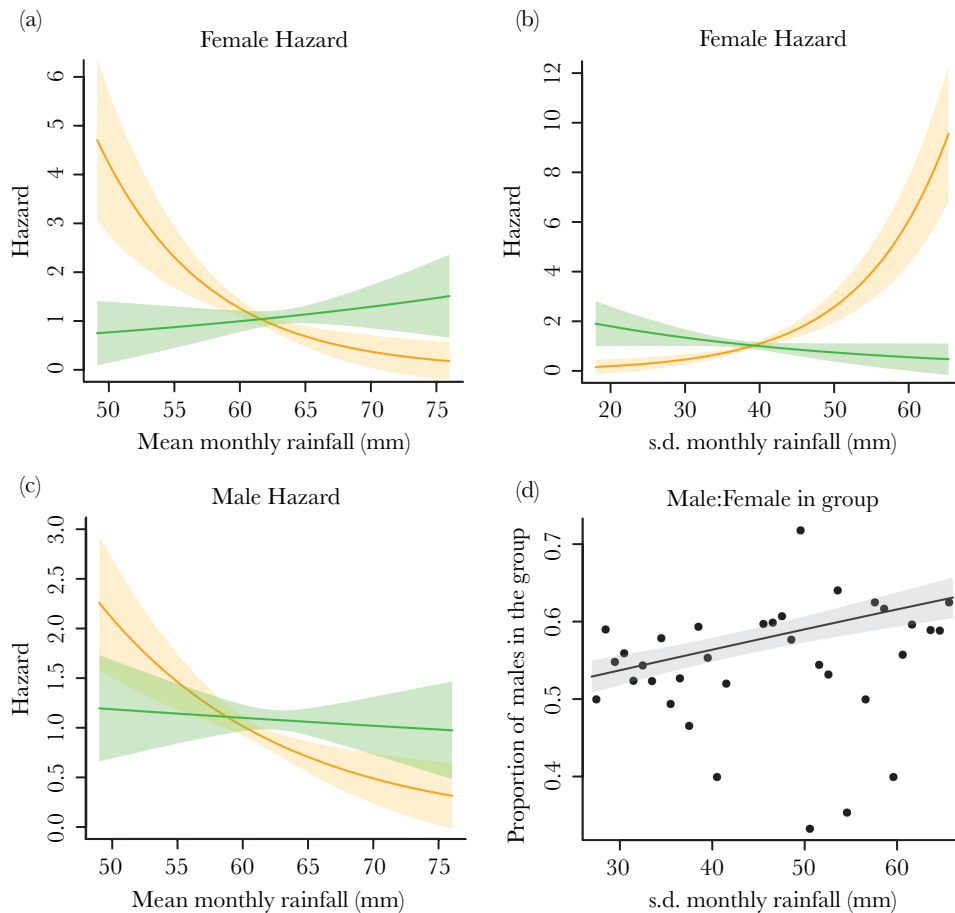 (a)
Female Hazard
Hazard
0
1
2
3
4
5
6
50
55
60
65
70
75
Mean monthly rainfall (mm)
(b)
Female Hazard
Hazard
0
2
4
6
8
10
12
20
30
40
50
60
s.d. monthly rainfall (mm)
(c)
Male Hazard
Hazard
0.0
0.5
1.0
1.5
2.0
2.5
3.0
50
55
60
65
70
75
Mean monthly rainfall (mm)
(d)
Male:Female in group
Proportion of males in the group
0.4
0.5
0.6
0.7
30
40
50
60
s.d. monthly rainfall (mm)